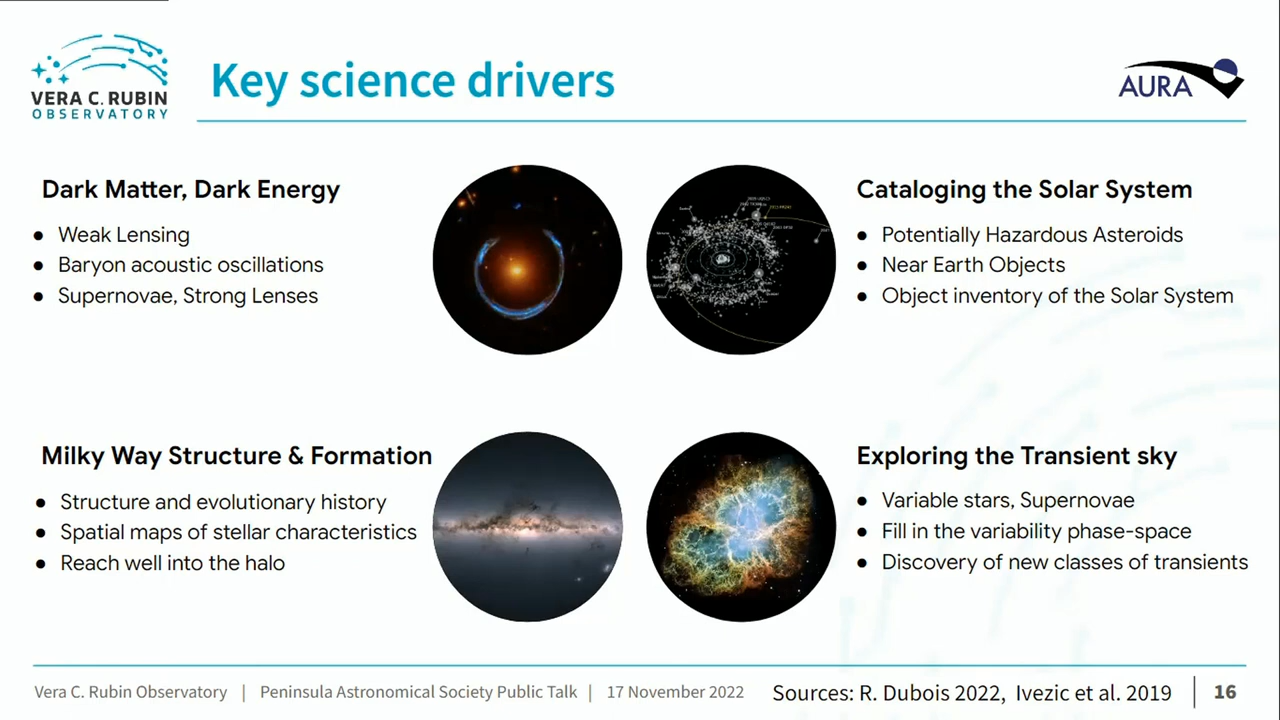 VERA C. RUBIN
OBSERVATORY
Key science drivers
AURA
Dark Matter, Dark Energy
● Weak Lensing
● Baryon acoustic oscillations
● Supernovae, Strong Lenses
Cataloging the Solar System
● Potentially Hazardous Asteroids
● Near Earth Objects
● Object inventory of the Solar System
Milky Way Structure & Formation
● Structure and evolutionary history
● Spatial maps of stellar characteristics
● Reach well into the halo
Exploring the Transient sky
● Variable stars, Supernovae
● Fill in the variability phase-space
● Discovery of new classes of transients
Vera C. Rubin Observatory | Peninsula Astronomical Society Public Talk | 17 November 2022 Sources: R. Dubois 2022, Ivezic et al. 2019 | 16